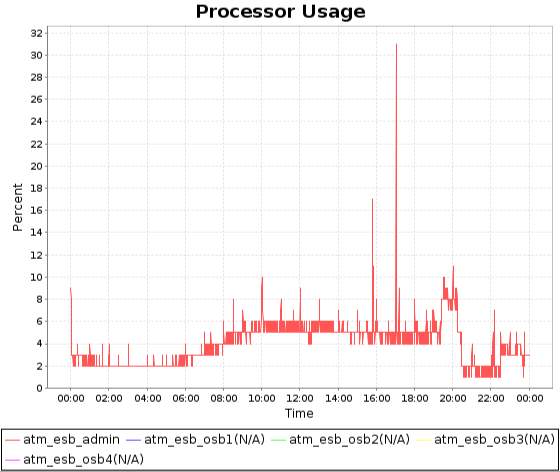 Processor Usage
32
30
28
26
24
22
20
18
16
14
12
10
8
6
4
2
0
Percent
00:00 02:00 04:00 06:00 08:00 10:00 12:00 14:00 16:00 18:00 20:00 22:00 00:00
Time
atm_esb_admin atm_esb_osb1(N/A) atm_esb_osb2(N/A) atm_esb_osb3(N/A)
atm_esb_osb4(N/A)